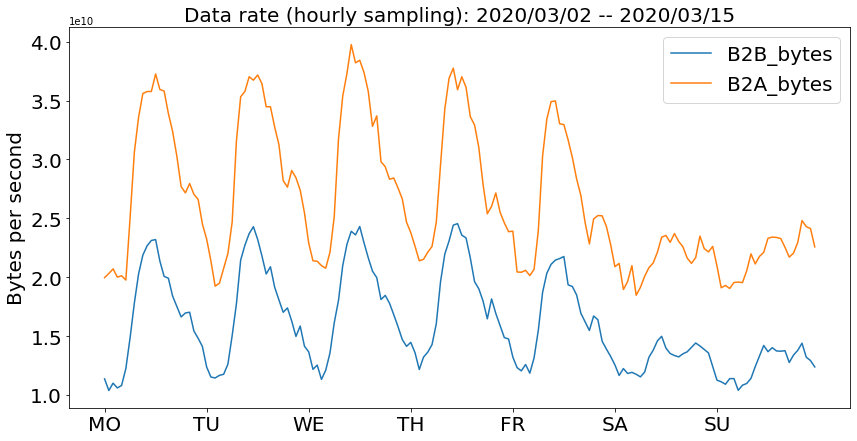 Data rate (hourly sampling): 2020/03/02 -- 2020/03/15
1e10
B2B_bytes
B2A_bytes
4.0
3.5
3.0
2.5
2.0
1.5
1.0
Bytes per second
MO TU WE TH FR SA SU